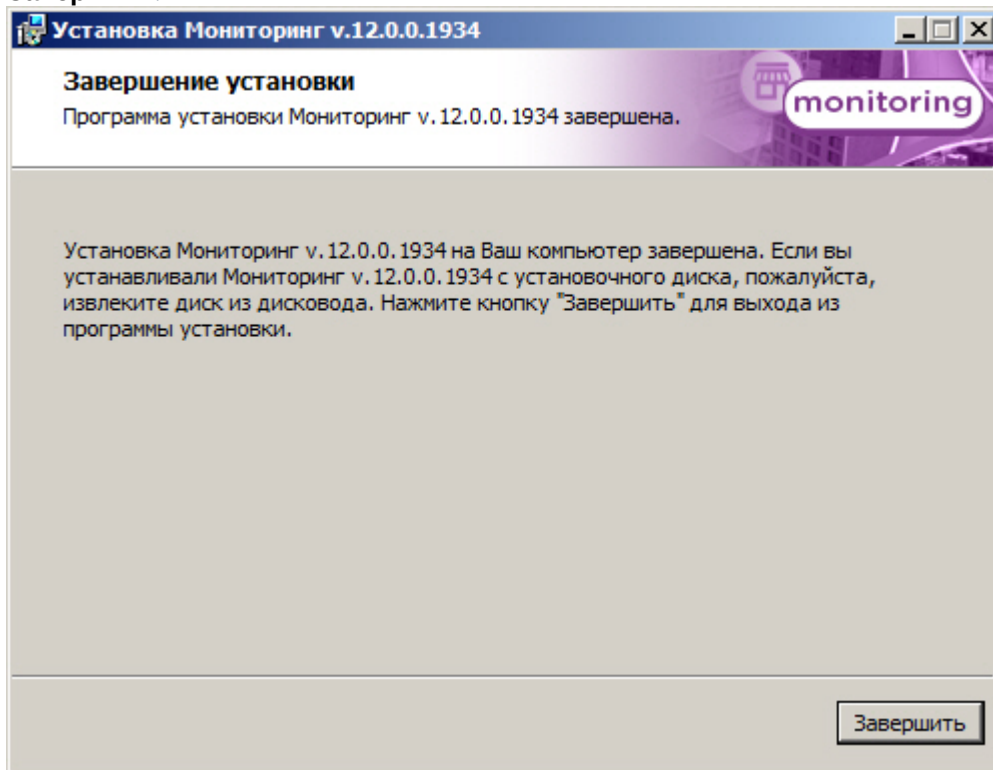 Установка Мониторинг v.12.0.0.1934
Завершение установки
Программа установки Мониторинг v.12.0.0.1934 завершена.
monitoring
Установка Мониторинг v.12.0.0.1934 на Ваш компьютер завершена. Если вы
устанавливали Мониторинг v.12.0.0.1934 с установочного диска, пожалуйста,
извлеките диск из дисковода. Нажмите кнопку "Завершить" для выхода из
программы установки.
Завершить